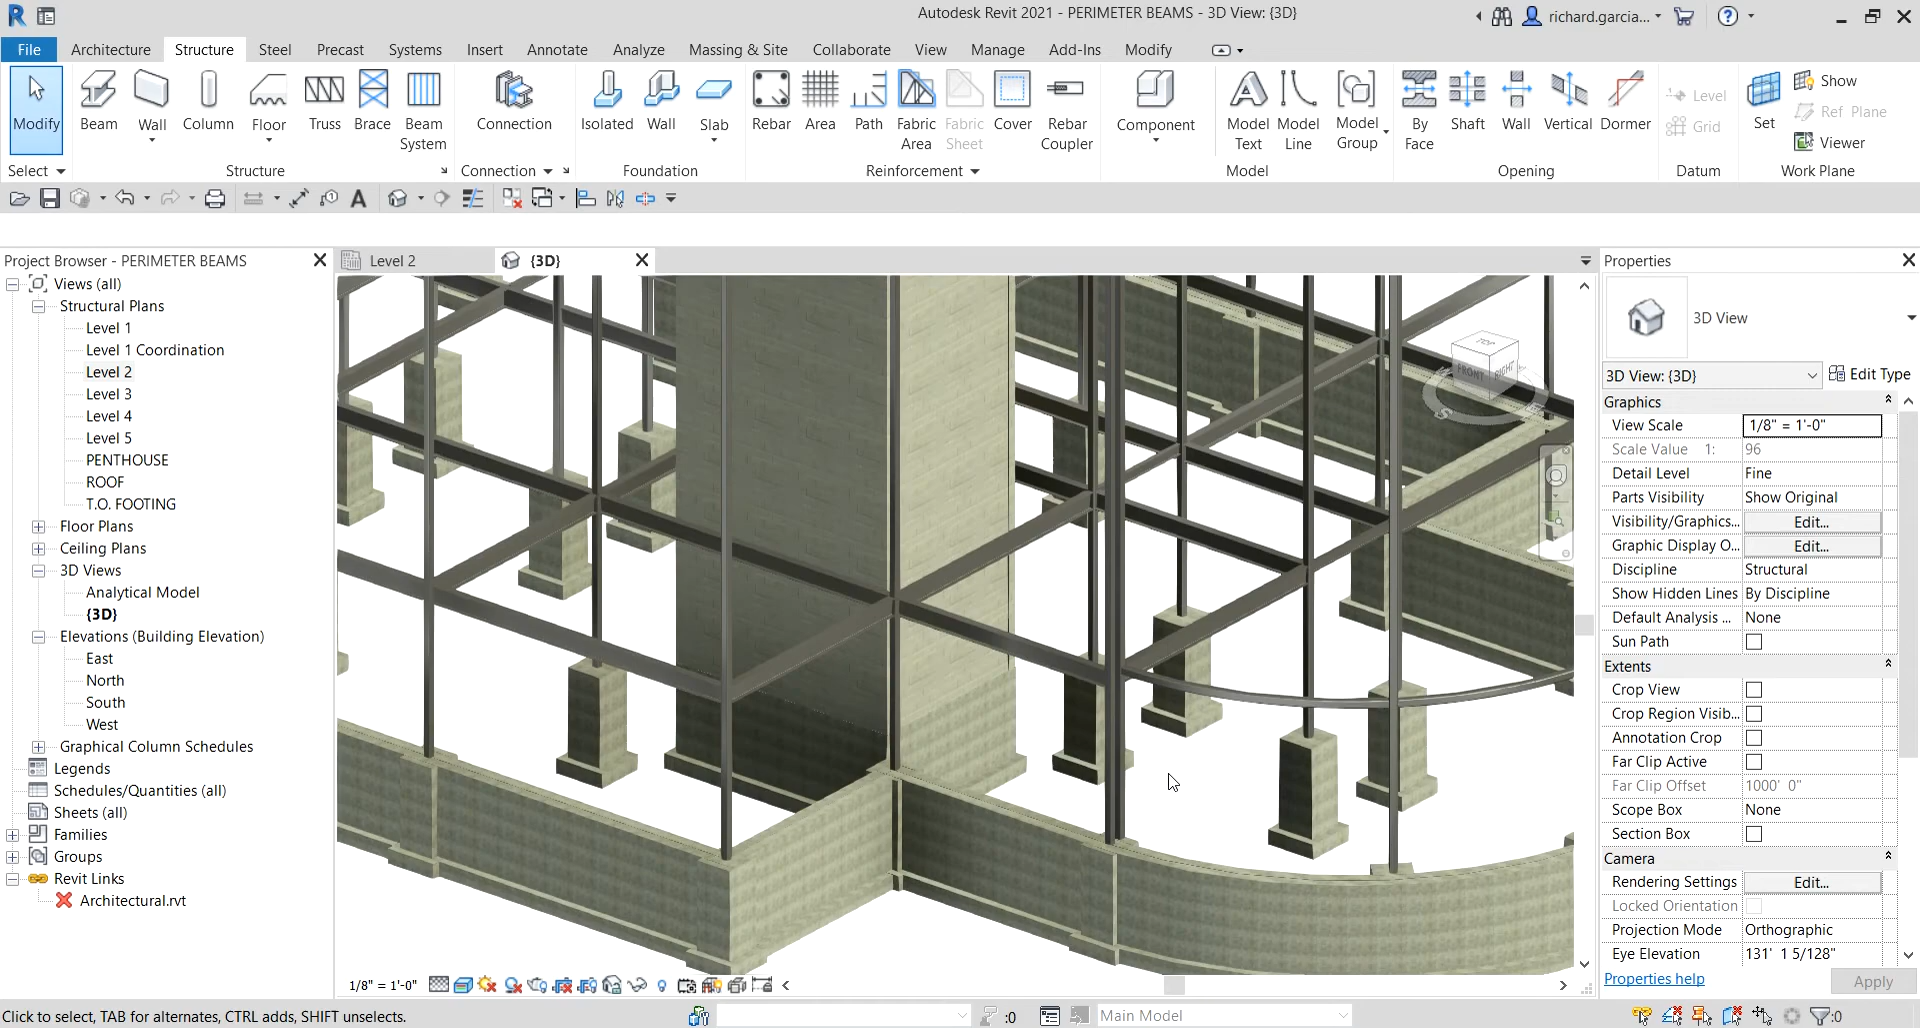 Autodesk Revit 2021 - PERIMETER BEAMS - 3D View: {3D}
richard.garcia...
File Architecture Structure Steel Precast Systems Insert Annotate Analyze Massing & Site Collaborate View Manage Add-Ins Modify
Modify Beam Wall Column Floor Truss Brace Beam System Connection Isolated Wall Slab Rebar Area Path Fabric Area Fabric Sheet Cover Rebar Coupler Component Model Text Model Line Model Group By Face Shaft Wall Vertical Dormer Level Grid Set Show Ref Plane Viewer
Select Structure Connection Foundation Reinforcement Model Opening Datum Work Plane
Project Browser - PERIMETER BEAMS
Views (all)
Structural Plans
Level 1
Level 1 Coordination
Level 2
Level 3
Level 4
Level 5
PENTHOUSE
ROOF
T.O. FOOTING
Floor Plans
Ceiling Plans
3D Views
Analytical Model
{3D}
Elevations (Building Elevation)
East
North
South
West
Graphical Column Schedules
Legends
Schedules/Quantities (all)
Sheets (all)
Families
Groups
Revit Links
Architectural.rvt
Level 2 {3D}
TOP
FRONT RIGHT
S
1/8" = 1'-0"
Properties
3D View
3D View: {3D} Edit Type
Graphics
View Scale 1/8" = 1'-0"
Scale Value 1: 96
Detail Level Fine
Parts Visibility Show Original
Visibility/Graphics... Edit...
Graphic Display O... Edit...
Discipline Structural
Show Hidden Lines By Discipline
Default Analysis ... None
Sun Path
Extents
Crop View
Crop Region Visib...
Annotation Crop
Far Clip Active
Far Clip Offset 1000' 0"
Scope Box None
Section Box
Camera
Rendering Settings Edit...
Locked Orientation
Projection Mode Orthographic
Eye Elevation 131' 1 5/128"
Properties help Apply
Click to select, TAB for alternates, CTRL adds, SHIFT unselects.
:0
Main Model
:0